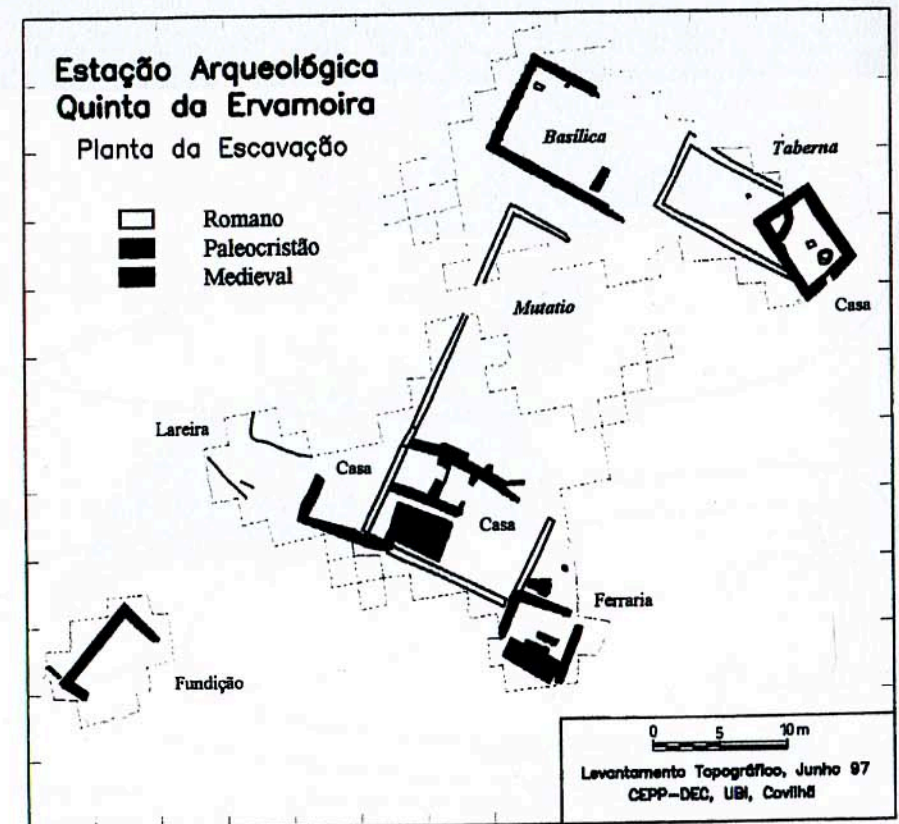 Estação Arqueológica
Quinta da Ervamoira
Planta da Escavação
Romano
Paleocristão
Medieval
Basílica
Taberna
Casa
Mutatio
Lareira
Casa
Casa
Ferraria
Fundição
0 5 10 m
Levantamento Topográfico, Junho 97
CEPP-DEC, UBI, Covilhã